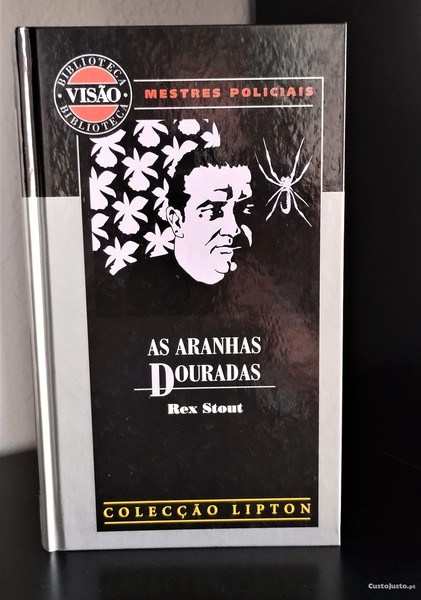 BIBLIOTECA
VISÃO
BIBLIOTECA
MESTRES POLICIAIS
AS ARANHAS
DOURADAS
Rex Stout
COLECÇÃO LIPTON
CustoJusto.pt